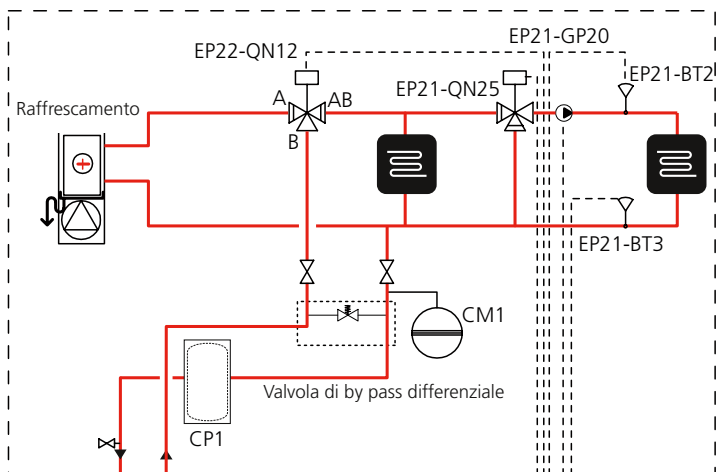 EP21-GP20
EP22-QN12
EP21-BT2
EP21-QN25
A
AB
Raffrescamento
B
EP21-BT3
CM1
Valvola di by pass differenziale
CP1